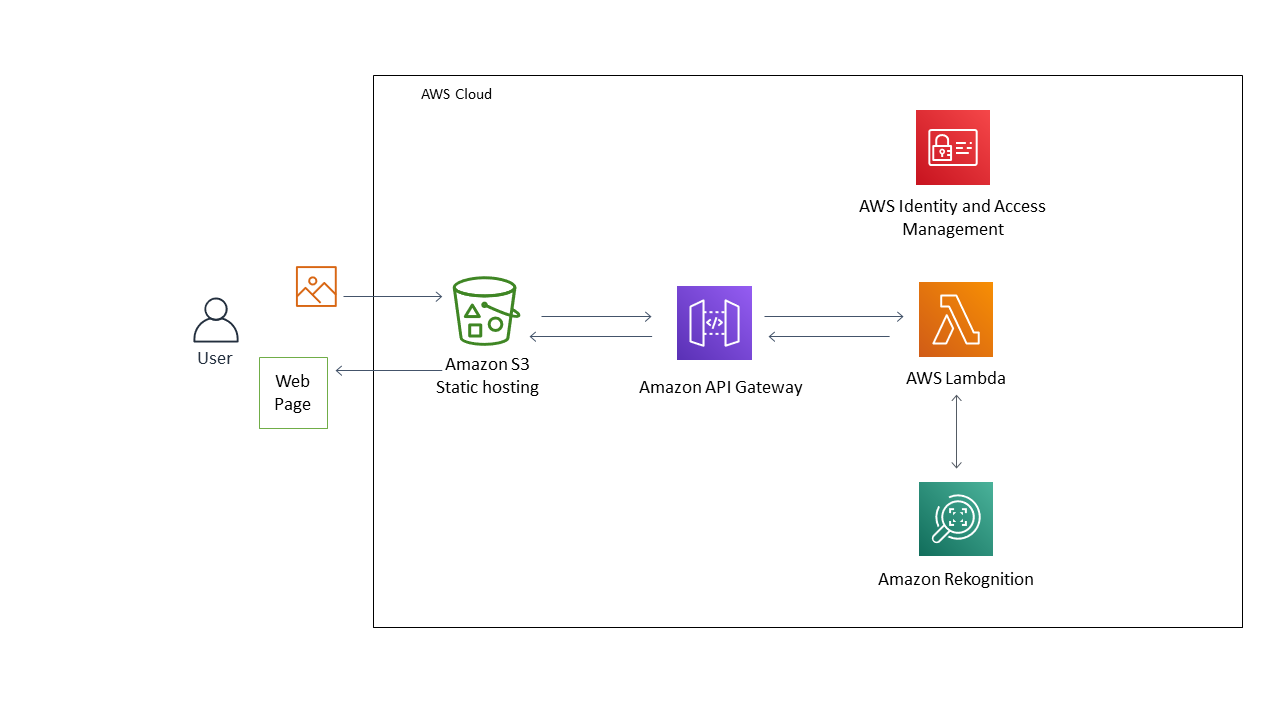 AWS Cloud
AWS Identity and Access
Management
User
Web
Page
Amazon S3
Static hosting
Amazon API Gateway
</>
AWS Lambda
Amazon Rekognition